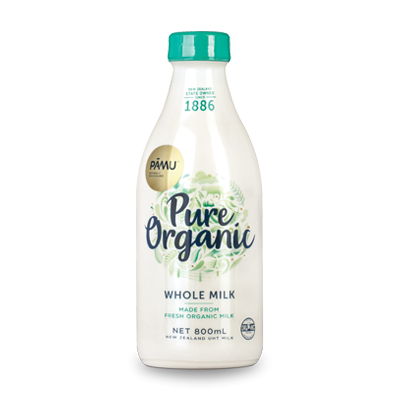 NEW ZEALAND
STATE OWNED
SINCE
1886
PĀMU
Pure
Organic
WHOLE MILK
MADE FROM
FRESH ORGANIC MILK
NET 800mL
NEW ZEALAND UHT MILK